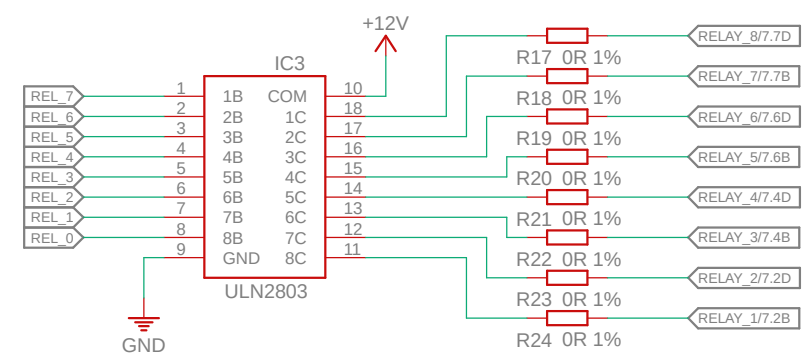 +12V
RELAY_8/7.7D
R17 0R 1%
IC3
REL_7 1 1B COM 10 RELAY_7/7.7B
R18 0R 1%
REL_6 2 2B 1C 18 RELAY_6/7.6D
R19 0R 1%
REL_5 3 3B 2C 17
REL_4 4 4B 3C 16 RELAY_5/7.6B
R20 0R 1%
REL_3 5 5B 4C 15
REL_2 6 6B 5C 14 RELAY_4/7.4D
R21 0R 1%
REL_1 7 7B 6C 13
REL_0 8 8B 7C 12 RELAY_3/7.4B
R22 0R 1%
9 GND 8C 11
RELAY_2/7.2D
ULN2803
R23 0R 1%
RELAY_1/7.2B
R24 0R 1%
GND